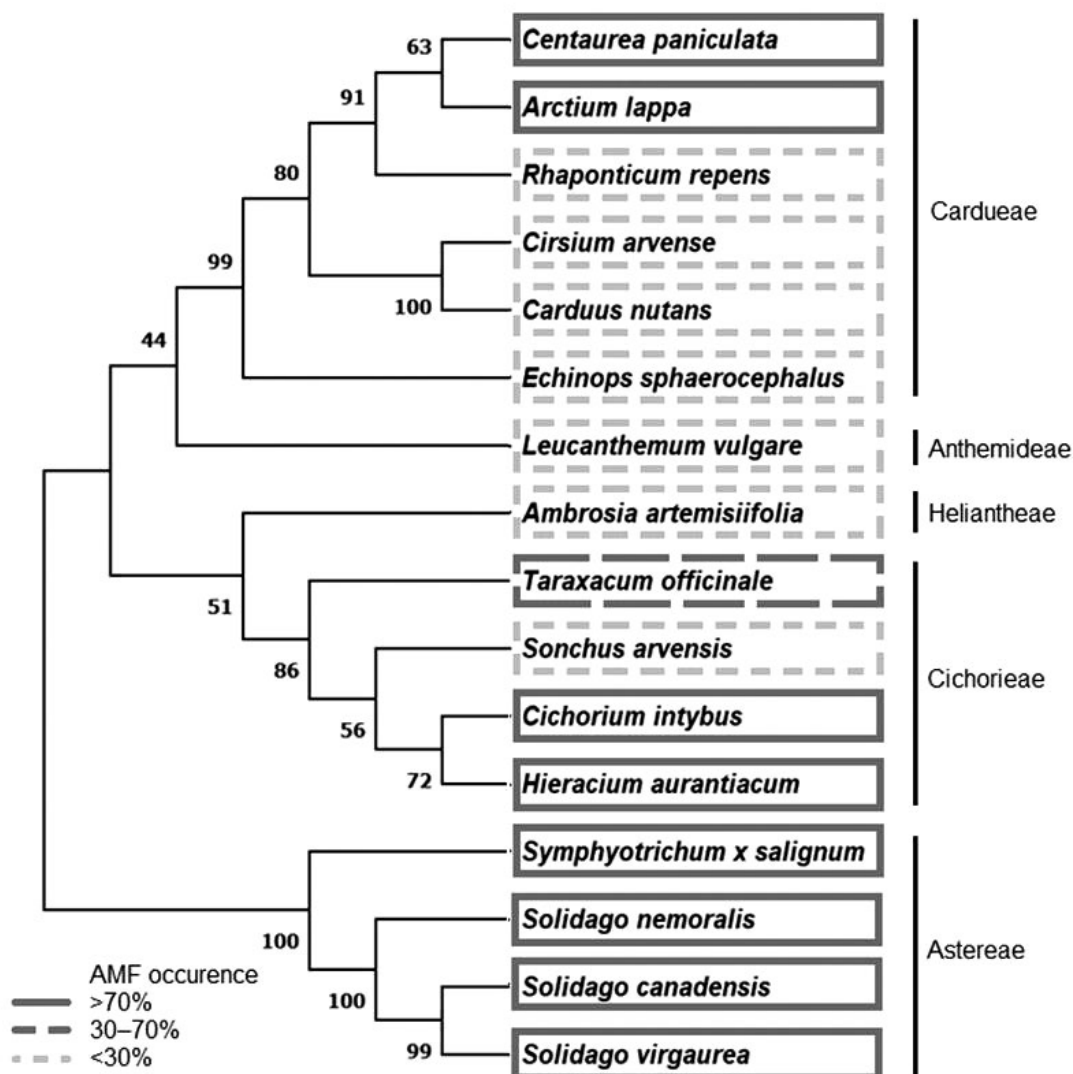 63
Centaurea paniculata
91
Arctium lappa
80
Rhaponticum repens
Cardueae
99
Cirsium arvense
100
Carduus nutans
44
Echinops sphaerocephalus
Leucanthemum vulgare
Anthemideae
Ambrosia artemisiifolia
Heliantheae
51
Taraxacum officinale
86
Sonchus arvensis
Cichorieae
56
Cichorium intybus
72
Hieracium aurantiacum
Symphyotrichum x salignum
100
Solidago nemoralis
Astereae
100
Solidago canadensis
99
Solidago virgaurea
AMF occurence
>70%
30–70%
<30%